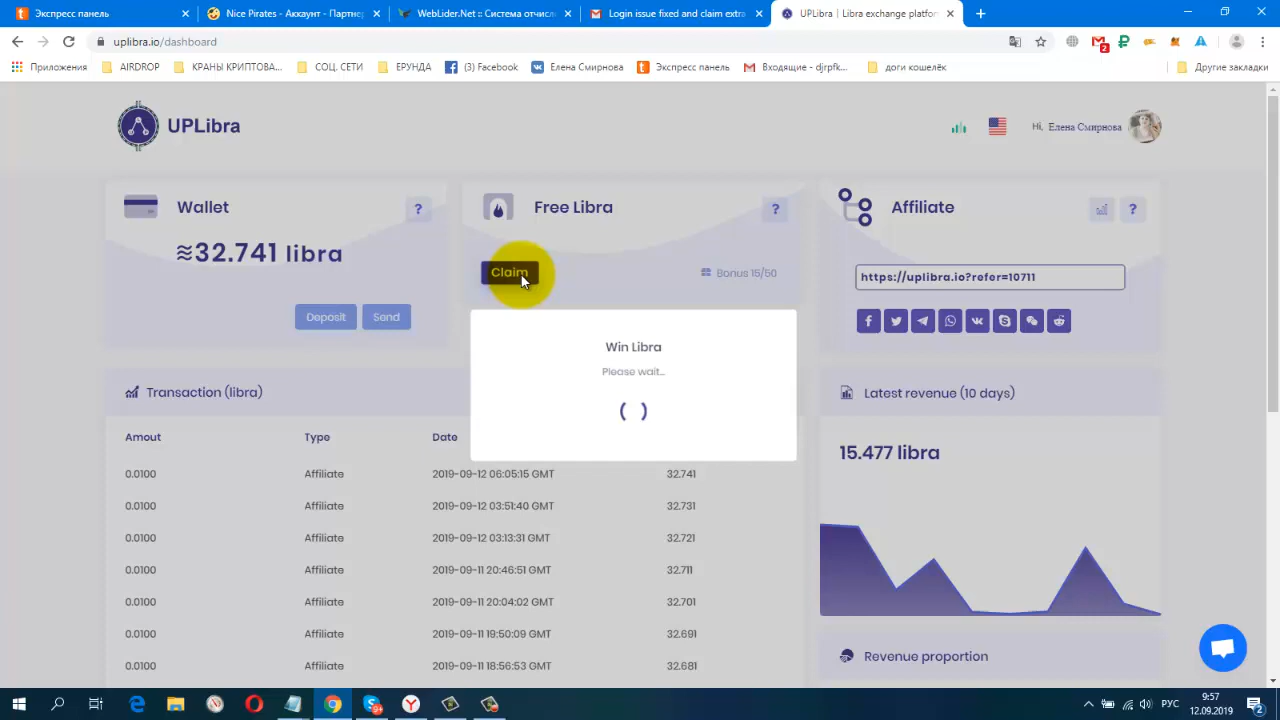 Экспресс панель
Nice Pirates - Аккаунт - Партнер
WebLider.Net :: Система отчисле
Login issue fixed and claim extra
UPLibra | Libra exchange platfor
uplibra.io/dashboard
2
Приложения
AIRDROP
КРАНЫ КРИПТОВА...
СОЦ. СЕТИ
ЕРУНДА
(3) Facebook
Елена Смирнова
Экспресс панель
Входящие - djrpfk...
доги кошелёк
Другие закладки
UPLibra
Hi, Елена Смирнова
Wallet
?
≋32.741 libra
Deposit
Send
Free Libra
?
Claim
Bonus 15/50
Affiliate
?
https://uplibra.io?refer=10711
Win Libra
Please wait...
Transaction (libra)
Amout Type Date
0.0100 Affiliate 2019-09-12 06:05:15 GMT 32.741
0.0100 Affiliate 2019-09-12 03:51:40 GMT 32.731
0.0100 Affiliate 2019-09-12 03:13:31 GMT 32.721
0.0100 Affiliate 2019-09-11 20:46:51 GMT 32.711
0.0100 Affiliate 2019-09-11 20:04:02 GMT 32.701
0.0100 Affiliate 2019-09-11 19:50:09 GMT 32.691
0.0100 Affiliate 2019-09-11 18:56:53 GMT 32.681
Latest revenue (10 days)
15.477 libra
Revenue proportion
РУС
9:57
12.09.2019
2